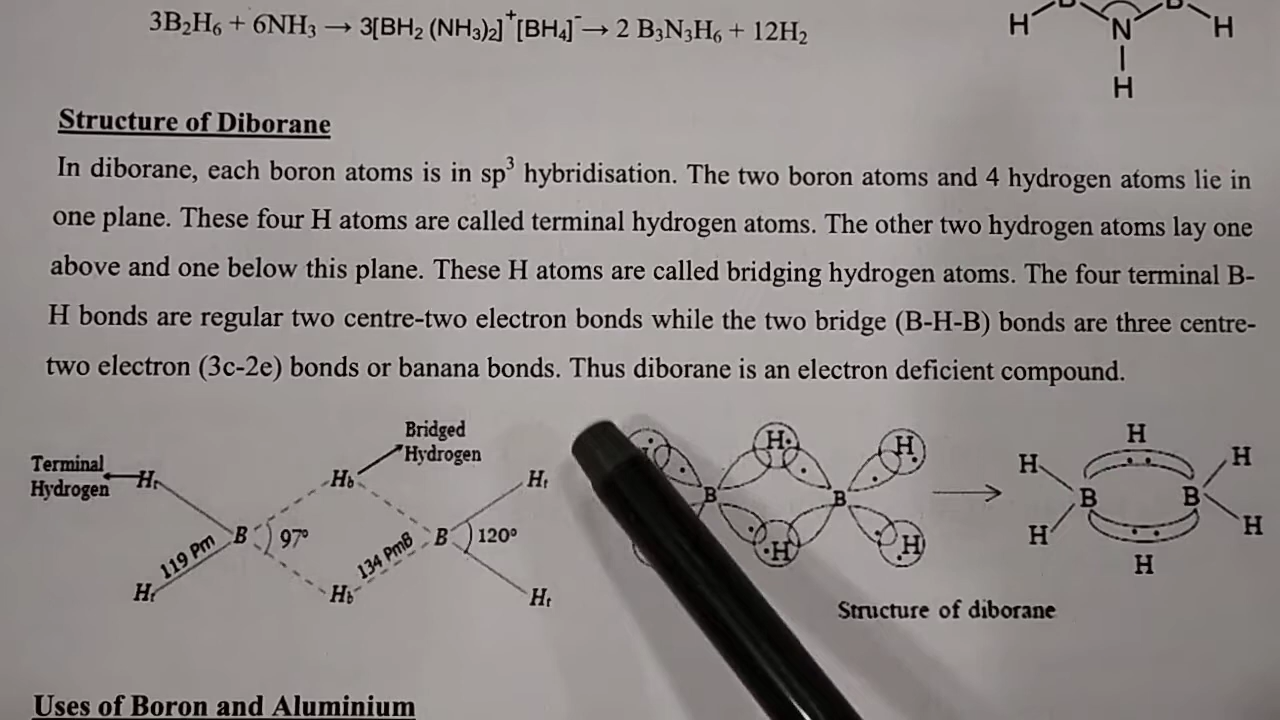 3B₂H₆ + 6NH₃ → 3[BH₂ (NH₃)₂]⁺[BH₄]⁻→ 2 B₃N₃H₆ + 12H₂
H N H
H
Structure of Diborane
In diborane, each boron atoms is in sp³ hybridisation. The two boron atoms and 4 hydrogen atoms lie in
one plane. These four H atoms are called terminal hydrogen atoms. The other two hydrogen atoms lay one
above and one below this plane. These H atoms are called bridging hydrogen atoms. The four terminal B-
H bonds are regular two centre-two electron bonds while the two bridge (B-H-B) bonds are three centre-
two electron (3c-2e) bonds or banana bonds. Thus diborane is an electron deficient compound.
Bridged
Hydrogen
Terminal
Hydrogen
Hₜ Hb Hₜ
B 97° B 120°
119 Pm 134 PmB
Hₜ Hb Hₜ
H H
B B
H H
H
H H
B B
H H
H
Structure of diborane
Uses of Boron and Aluminium